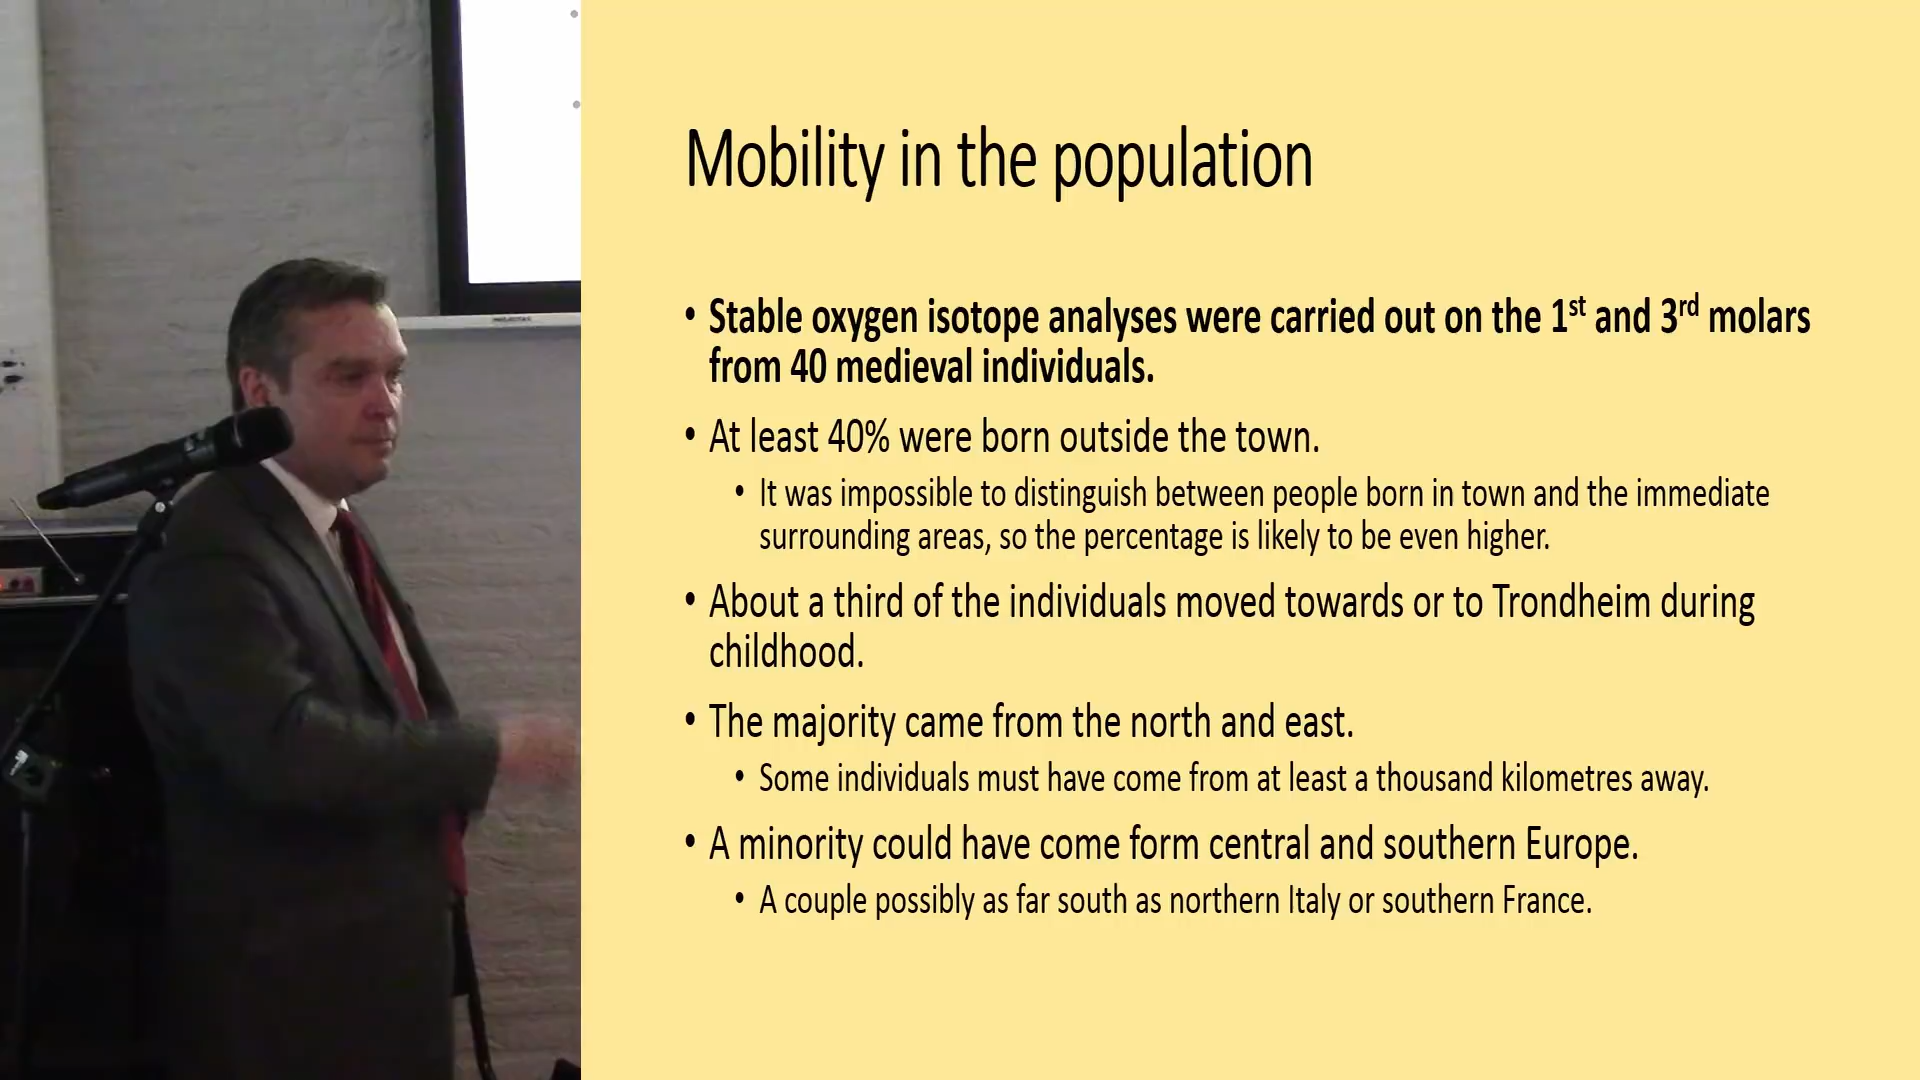 Mobility in the population
• Stable oxygen isotope analyses were carried out on the 1st and 3rd molars
from 40 medieval individuals.
• At least 40% were born outside the town.
• It was impossible to distinguish between people born in town and the immediate
surrounding areas, so the percentage is likely to be even higher.
• About a third of the individuals moved towards or to Trondheim during
childhood.
• The majority came from the north and east.
• Some individuals must have come from at least a thousand kilometres away.
• A minority could have come form central and southern Europe.
• A couple possibly as far south as northern Italy or southern France.